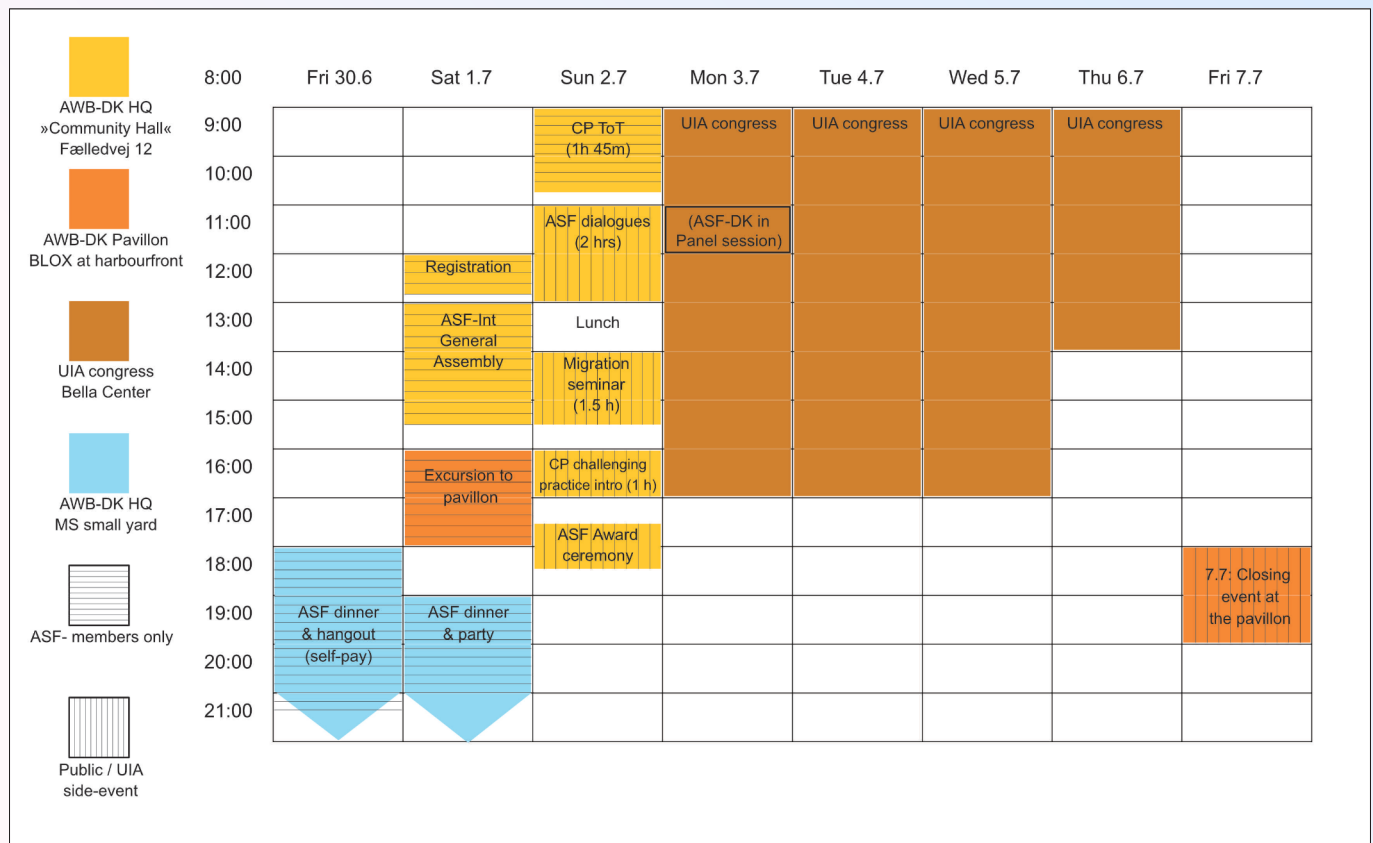 AWB-DK HQ
»Community Hall«
Fælledvej 12
AWB-DK Pavillon
BLOX at harbourfront
UIA congress
Bella Center
AWB-DK HQ
MS small yard
ASF- members only
Public / UIA
side-event
8:00 Fri 30.6 Sat 1.7 Sun 2.7 Mon 3.7 Tue 4.7 Wed 5.7 Thu 6.7 Fri 7.7
9:00
10:00
11:00
12:00
13:00
14:00
15:00
16:00
17:00
18:00
19:00
20:00
21:00
ASF dinner
& hangout
(self-pay)
Registration
ASF-Int
General
Assembly
Excursion to
pavillon
ASF dinner
& party
CP ToT
(1h 45m)
ASF dialogues
(2 hrs)
Lunch
Migration
seminar
(1.5 h)
CP challenging
practice intro (1 h)
ASF Award
ceremony
UIA congress
(ASF-DK in
Panel session)
UIA congress
UIA congress
UIA congress
7.7: Closing
event at
the pavillon